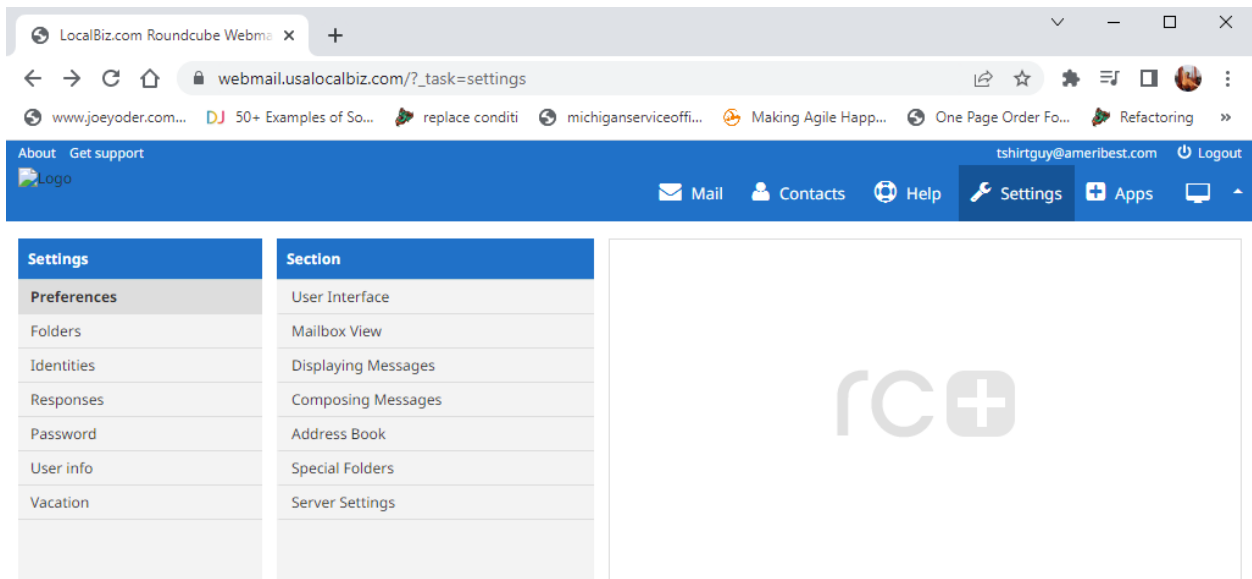 LocalBiz.com Roundcube Webma
webmail.usalocalbiz.com/?_task=settings
www.joeyoder.com... DJ 50+ Examples of So... replace conditi michiganserviceoffi... Making Agile Happ... One Page Order Fo... Refactoring »
About Get support tshirtguy@ameribest.com Logout
Logo
Mail Contacts Help Settings Apps
Settings
Preferences
Folders
Identities
Responses
Password
User info
Vacation
Section
User Interface
Mailbox View
Displaying Messages
Composing Messages
Address Book
Special Folders
Server Settings
rc+